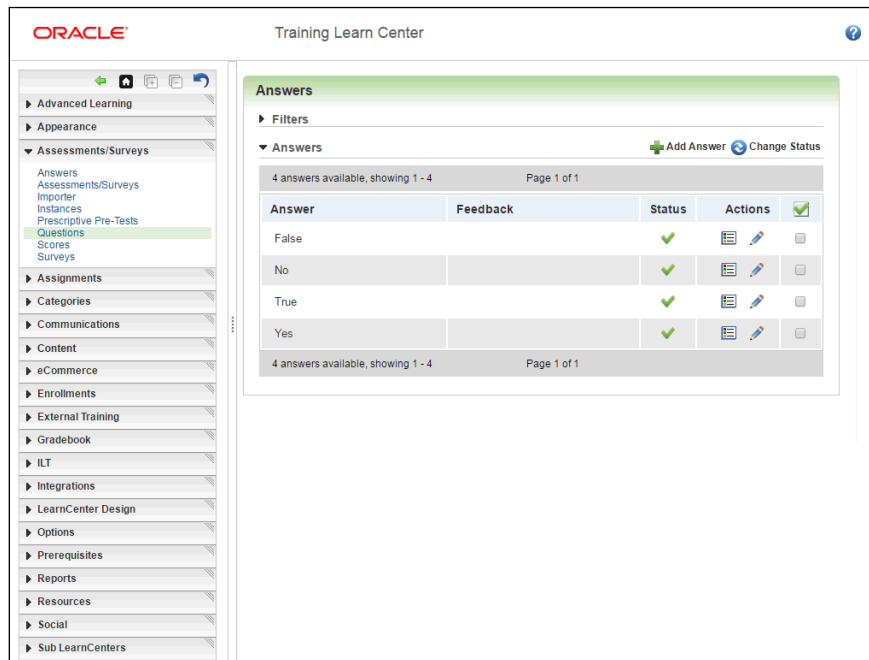 ORACLE®
Training Learn Center
?
Advanced Learning
Appearance
Assessments/Surveys
Answers
Assessments/Surveys
Importer
Instances
Prescriptive Pre-Tests
Questions
Scores
Surveys
Assignments
Categories
Communications
Content
eCommerce
Enrollments
External Training
Gradebook
ILT
Integrations
LearnCenter Design
Options
Prerequisites
Reports
Resources
Social
Sub LearnCenters
Answers
Filters
Answers Add Answer Change Status
4 answers available, showing 1 - 4 Page 1 of 1
Answer Feedback Status Actions
False
No
True
Yes
4 answers available, showing 1 - 4 Page 1 of 1